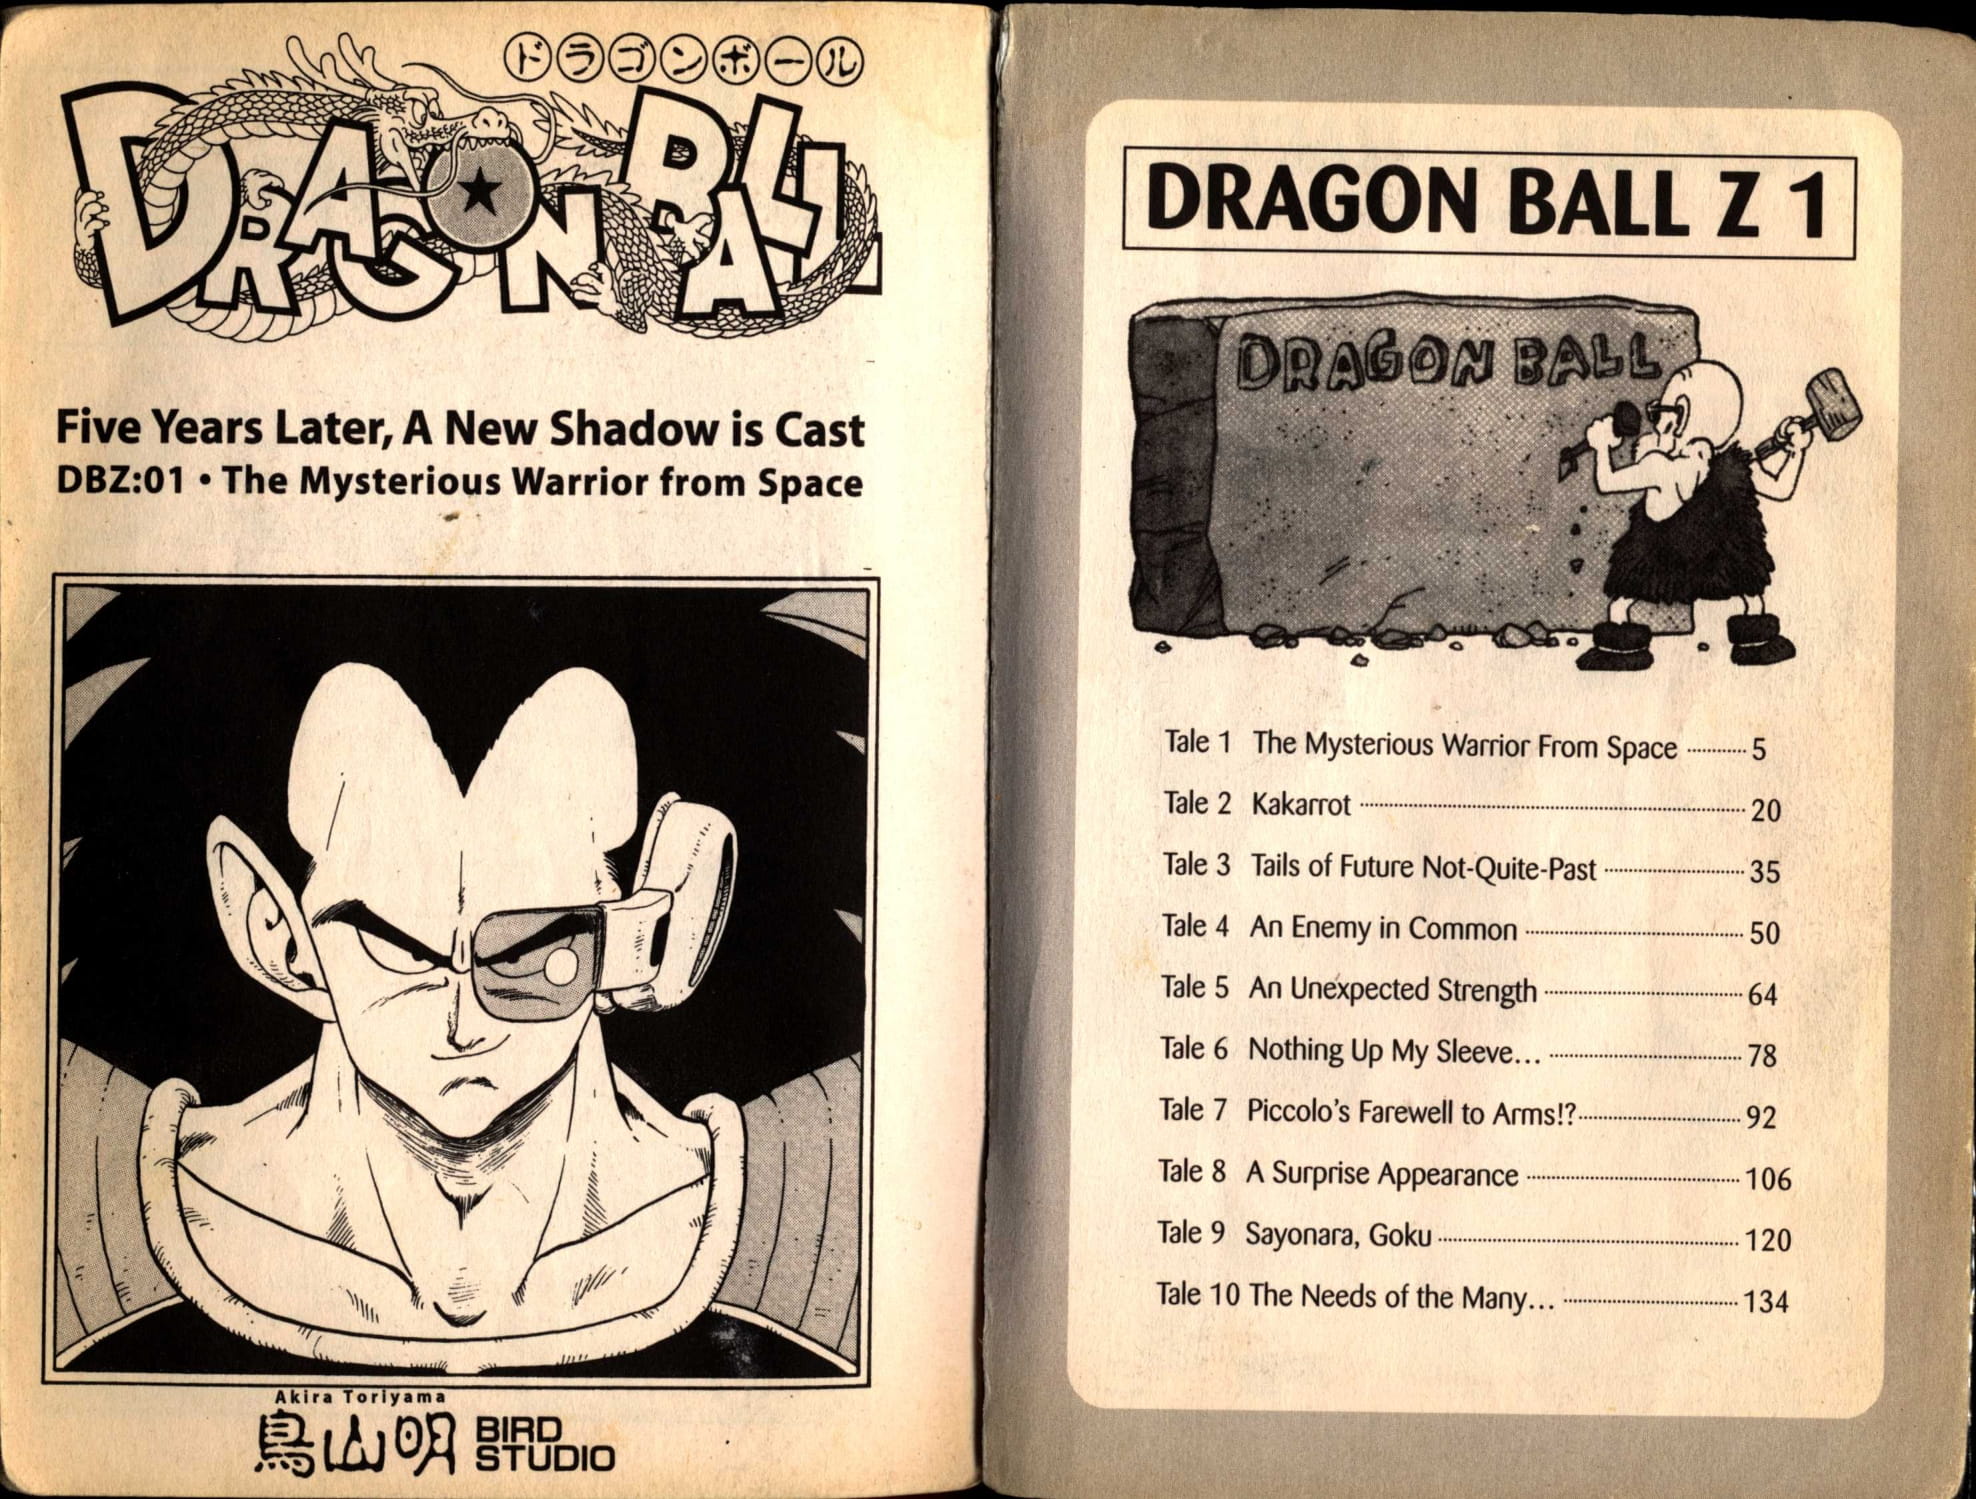 ドラゴンボール
DRAGON BALL
Five Years Later, A New Shadow is Cast
DBZ:01 • The Mysterious Warrior from Space
Akira Toriyama
鳥山明 BIRD STUDIO
DRAGON BALL Z 1
DRAGON BALL
Tale 1 The Mysterious Warrior From Space 5
Tale 2 Kakarrot 20
Tale 3 Tails of Future Not-Quite-Past 35
Tale 4 An Enemy in Common 50
Tale 5 An Unexpected Strength 64
Tale 6 Nothing Up My Sleeve… 78
Tale 7 Piccolo's Farewell to Arms!? 92
Tale 8 A Surprise Appearance 106
Tale 9 Sayonara, Goku 120
Tale 10 The Needs of the Many… 134